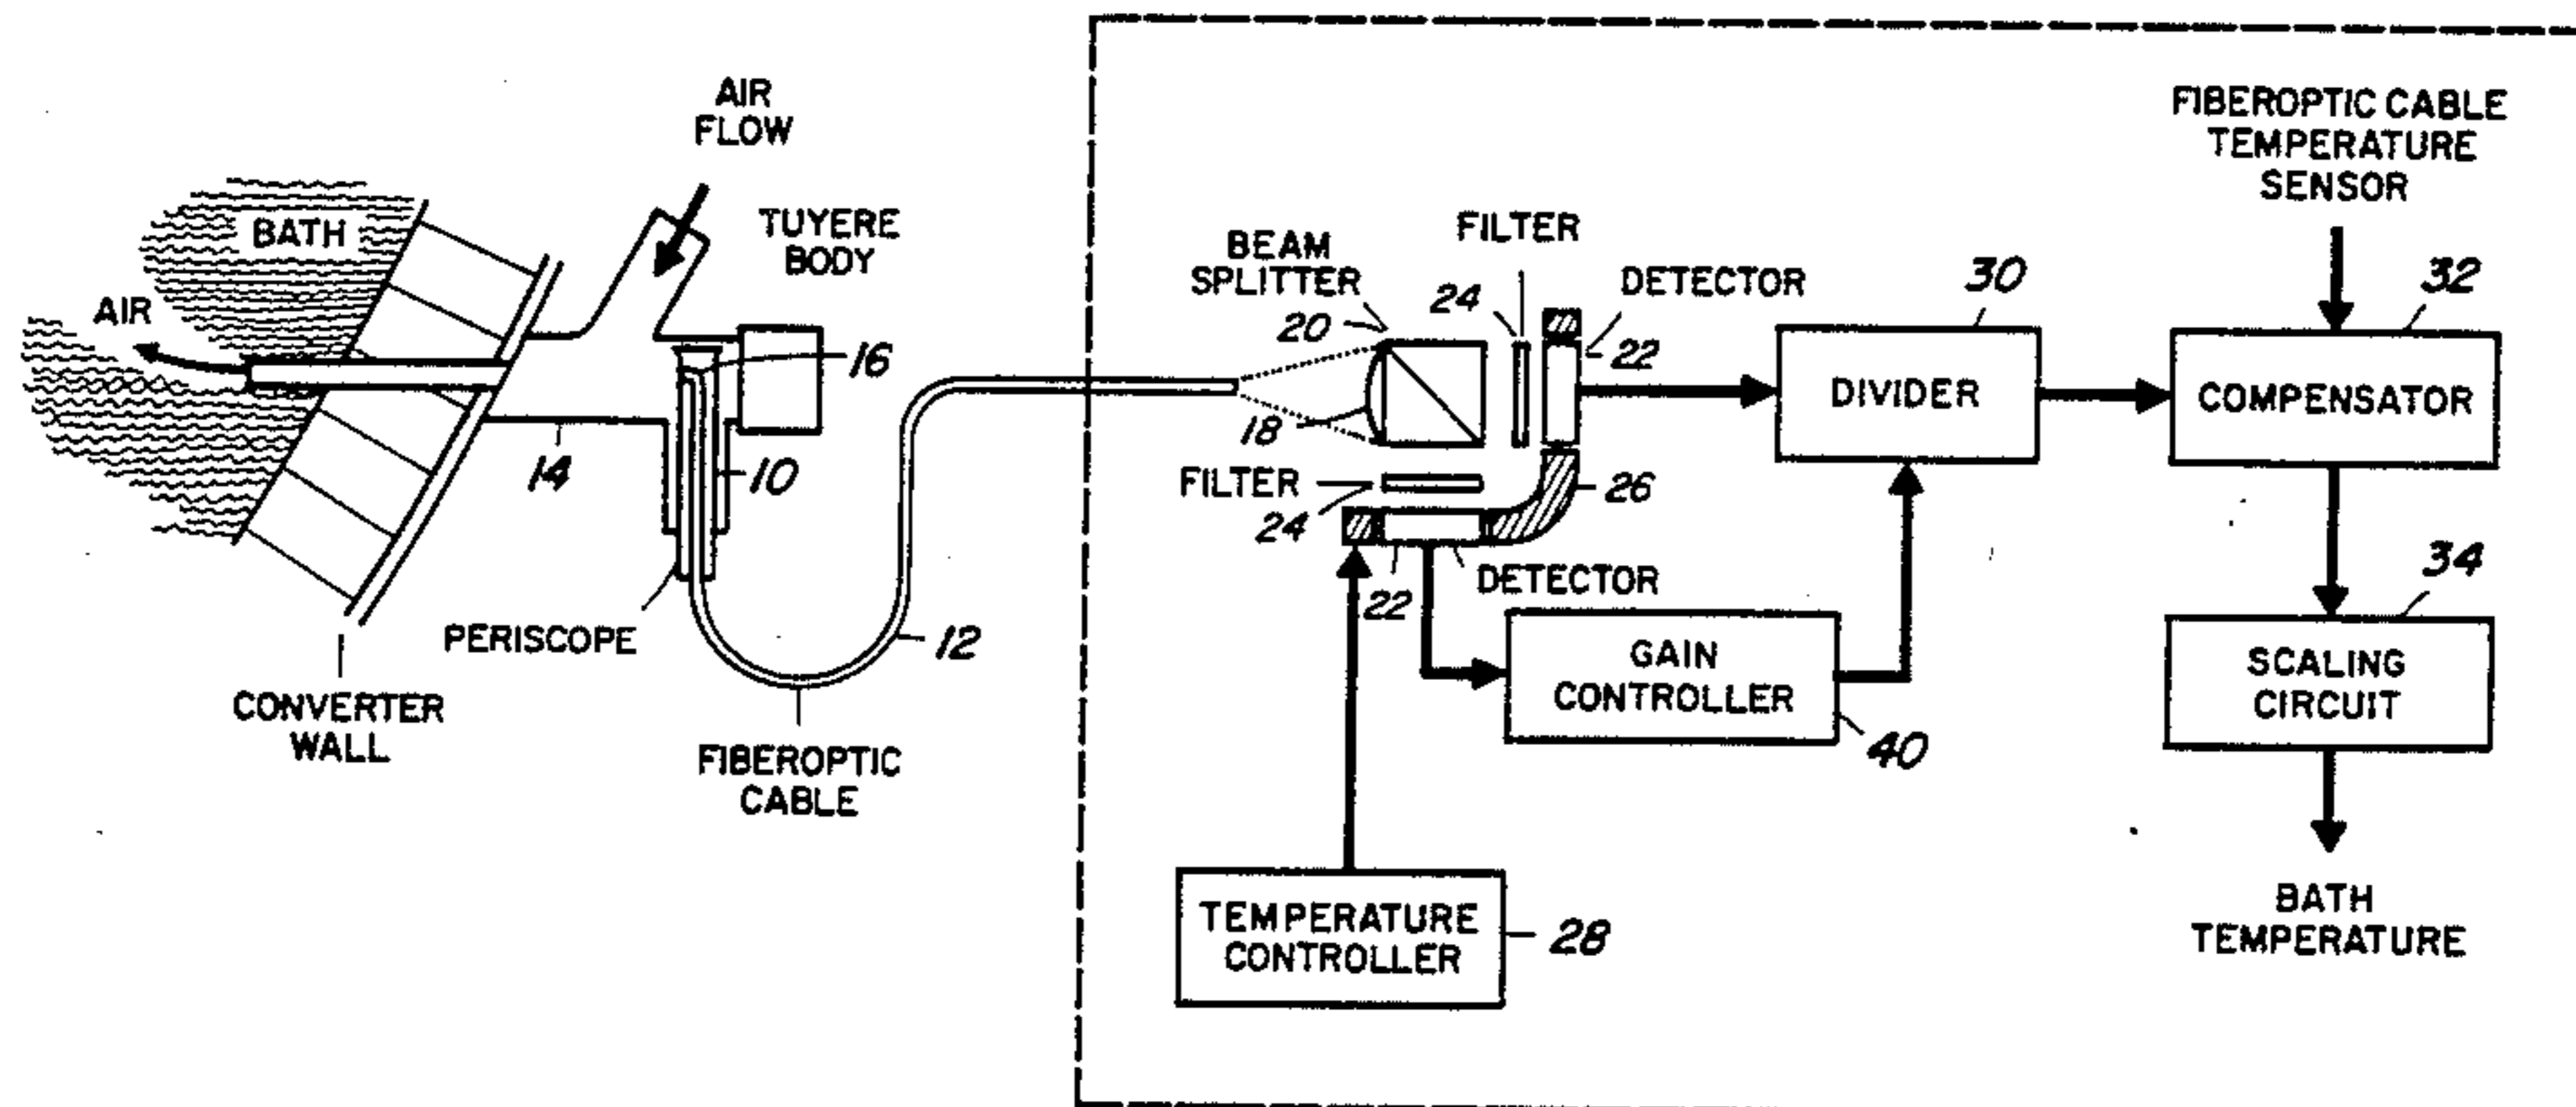 AIR
FLOW
TUYERE
BODY
BATH
AIR
16
14
10
PERISCOPE
12
CONVERTER
WALL
FIBEROPTIC
CABLE
FIBEROPTIC CABLE
TEMPERATURE
SENSOR
BEAM
SPLITTER
20
FILTER
24
DETECTOR
22
30
32
DIVIDER
COMPENSATOR
18
FILTER
24
26
22
DETECTOR
34
GAIN
CONTROLLER
40
SCALING
CIRCUIT
TEMPERATURE
CONTROLLER
28
BATH
TEMPERATURE